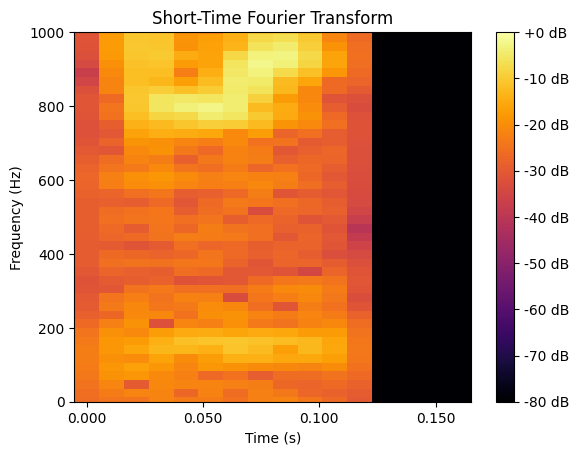 Short-Time Fourier Transform
Frequency (Hz)
1000
800
600
400
200
0
0.000
0.050
0.100
0.150
Time (s)
+0 dB
-10 dB
-20 dB
-30 dB
-40 dB
-50 dB
-60 dB
-70 dB
-80 dB